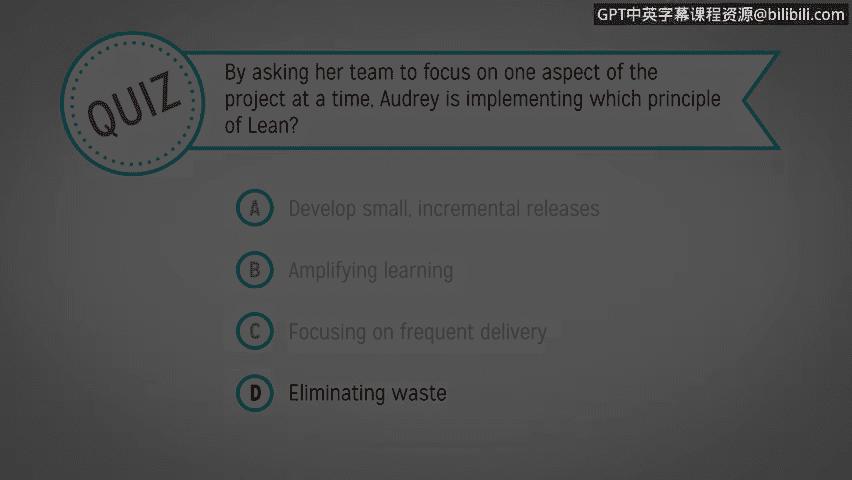 GPT中英字幕课程资源@bilibili.com
QUIZ
By asking her team to focus on one aspect of the
project at a time, Audrey is implementing which principle
of Lean?
A Develop small, incremental releases
B Amplifying learning
C Focusing on frequent delivery
D Eliminating waste